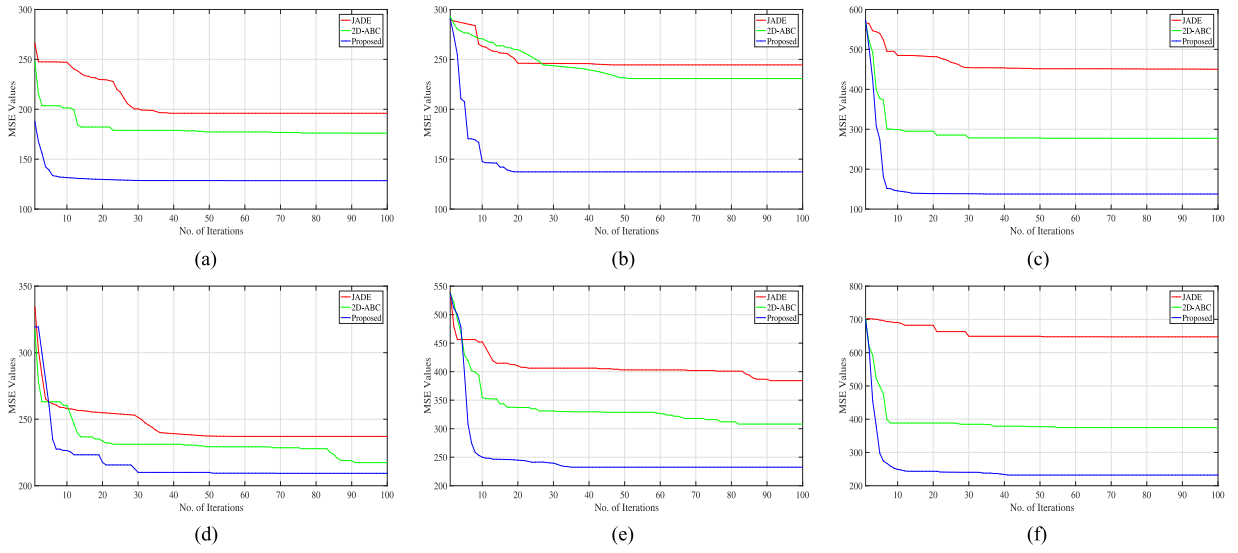 300
250
200
150
100
MSE Values
JADE
2D-ABC
Proposed
10 20 30 40 50 60 70 80 90 100
No. of Iterations
(a)
300
250
200
150
100
MSE Values
JADE
2D-ABC
Proposed
10 20 30 40 50 60 70 80 90 100
No. of Iterations
(b)
600
500
400
300
200
100
MSE Values
JADE
2D-ABC
Proposed
10 20 30 40 50 60 70 80 90 100
No. of Iterations
(c)
350
300
250
200
MSE Values
JADE
2D-ABC
Proposed
10 20 30 40 50 60 70 80 90 100
No. of Iterations
(d)
550
500
450
400
350
300
250
200
MSE Values
JADE
2D-ABC
Proposed
10 20 30 40 50 60 70 80 90 100
No. of Iterations
(e)
800
700
600
500
400
300
200
MSE Values
JADE
2D-ABC
Proposed
10 20 30 40 50 60 70 80 90 100
No. of Iterations
(f)